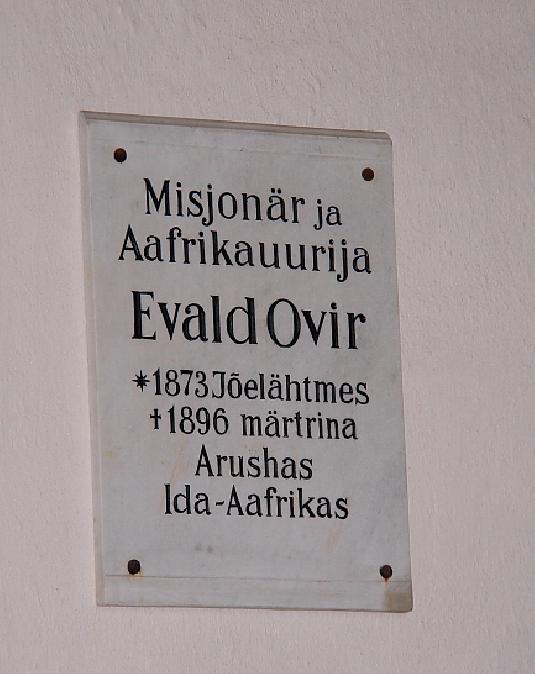 Misjonär ja
Aafrikauurija
Evald Ovir
*1873 Jõelähtmes
†1896 märtrina
Arushas
Ida-Aafrikas